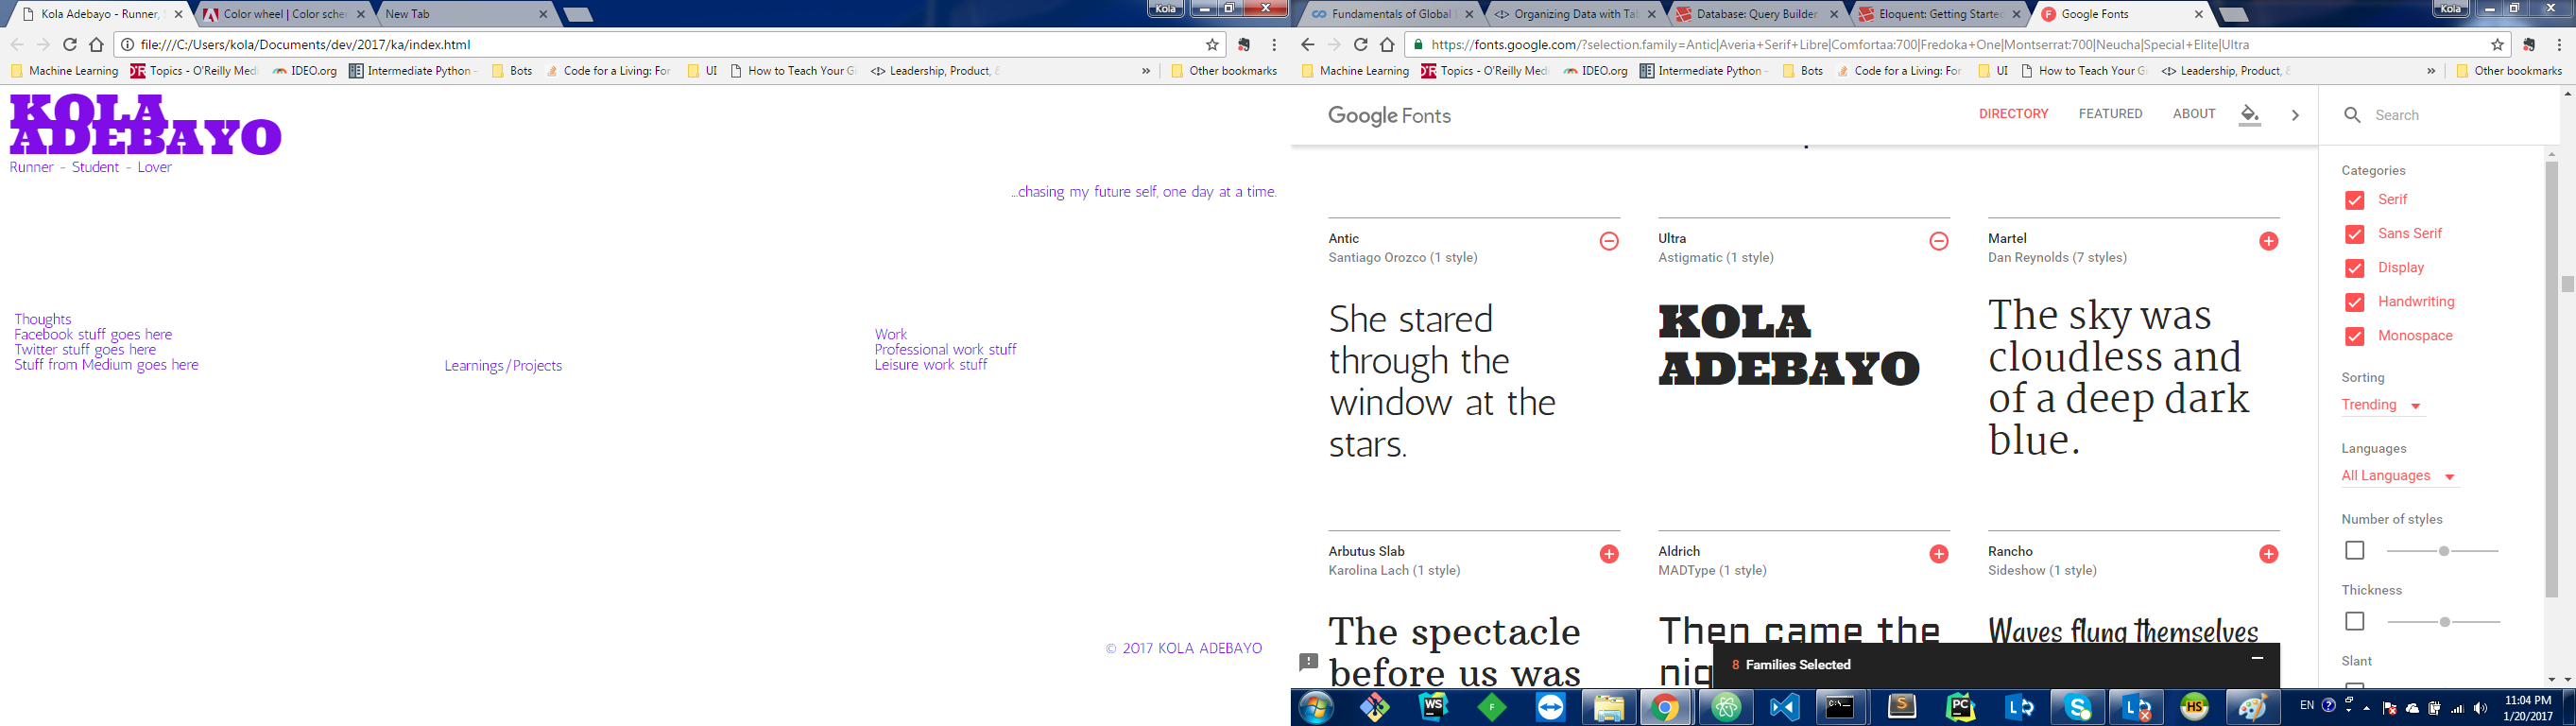 Kola Adebayo - Runner, S
Color wheel | Color scher
New Tab
Kola
file:///C:/Users/kola/Documents/dev/2017/ka/index.html
Machine Learning
Topics - O'Reilly Medi
IDEO.org
Intermediate Python -
Bots
Code for a Living: For
UI
How to Teach Your G
Leadership, Product, &
»
Other bookmarks
KOLA
ADEBAYO
Runner - Student - Lover
...chasing my future self, one day at a time.
Thoughts
Facebook stuff goes here
Twitter stuff goes here
Stuff from Medium goes here
Learnings/Projects
Work
Professional work stuff
Leisure work stuff
© 2017 KOLA ADEBAYO
Fundamentals of Global
Organizing Data with Tab
Database: Query Builder
Eloquent: Getting Started
Google Fonts
Kola
https://fonts.google.com/?selection.family=Antic|Averia+Serif+Libre|Comfortaa:700|Fredoka+One|Montserrat:700|Neucha|Special+Elite|Ultra
Machine Learning
Topics - O'Reilly Medi
IDEO.org
Intermediate Python -
Bots
Code for a Living: For
UI
How to Teach Your G
Leadership, Product, &
»
Other bookmarks
Google Fonts
DIRECTORY
FEATURED
ABOUT
Search
Antic
Santiago Orozco (1 style)
She stared
through the
window at the
stars.
Ultra
Astigmatic (1 style)
KOLA
ADEBAYO
Martel
Dan Reynolds (7 styles)
The sky was
cloudless and
of a deep dark
blue.
Arbutus Slab
Karolina Lach (1 style)
The spectacle
before us was
Aldrich
MADType (1 style)
Then came the
nig
Rancho
Sideshow (1 style)
Waves flung themselves
8 Families Selected
Categories
Serif
Sans Serif
Display
Handwriting
Monospace
Sorting
Trending
Languages
All Languages
Number of styles
Thickness
Slant
WS
F
C:\
S
PC
L
S
L
HS
EN
11:04 PM
1/20/2017